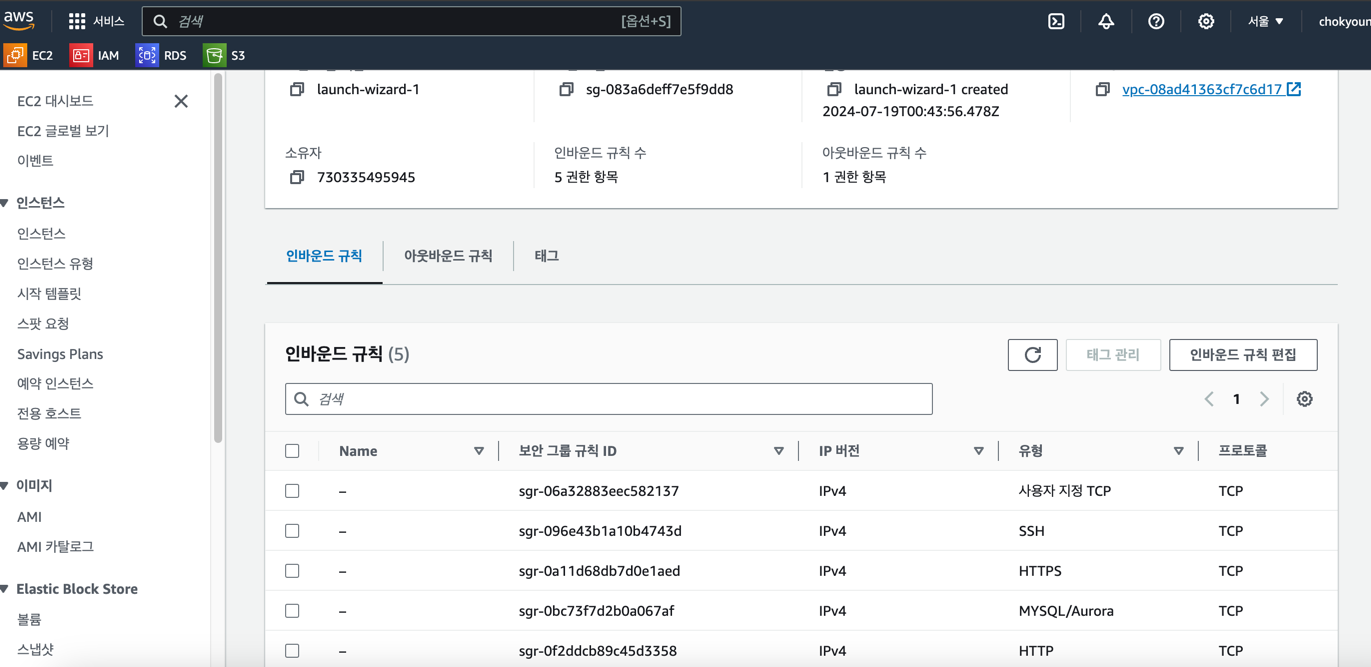 aws 서비스 검색 [옵션+S] 서울 ▼ chokyoun
EC2 IAM RDS S3
EC2 대시보드
EC2 글로벌 보기
이벤트
인스턴스
인스턴스
인스턴스 유형
시작 템플릿
스팟 요청
Savings Plans
예약 인스턴스
전용 호스트
용량 예약
이미지
AMI
AMI 카탈로그
Elastic Block Store
볼륨
스냅샷
launch-wizard-1
sg-083a6deff7e5f9dd8
launch-wizard-1 created
2024-07-19T00:43:56.478Z
vpc-08ad41363cf7c6d17
소유자
730335495945
인바운드 규칙 수
5 권한 항목
아웃바운드 규칙 수
1 권한 항목
인바운드 규칙 아웃바운드 규칙 태그
인바운드 규칙 (5) 태그 관리 인바운드 규칙 편집
검색 1
Name 보안 그룹 규칙 ID IP 버전 유형 프로토콜
– sgr-06a32883eec582137 IPv4 사용자 지정 TCP TCP
– sgr-096e43b1a10b4743d IPv4 SSH TCP
– sgr-0a11d68db7d0e1aed IPv4 HTTPS TCP
– sgr-0bc73f7d2b0a067af IPv4 MYSQL/Aurora TCP
– sgr-0f2ddcb89c45d3358 IPv4 HTTP TCP